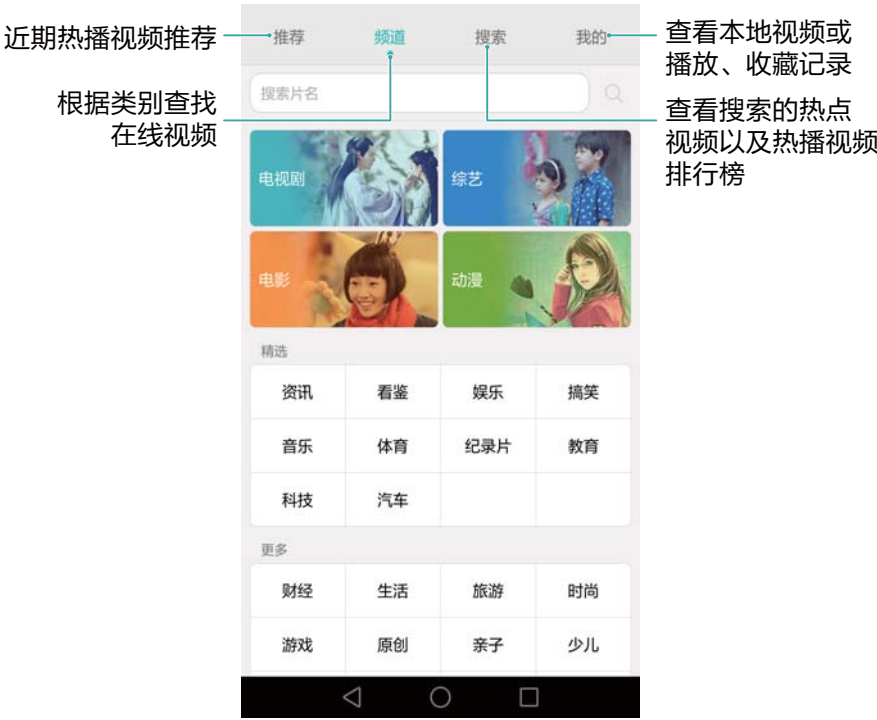 近期热播视频推荐
根据类别查找
在线视频
推荐
频道
搜索
我的
查看本地视频或
播放、收藏记录
查看搜索的热点
视频以及热播视频
排行榜
搜索片名
电视剧
综艺
电影
动漫
精选
资讯 看鉴 娱乐 搞笑
音乐 体育 纪录片 教育
科技 汽车
更多
财经 生活 旅游 时尚
游戏 原创 亲子 少儿